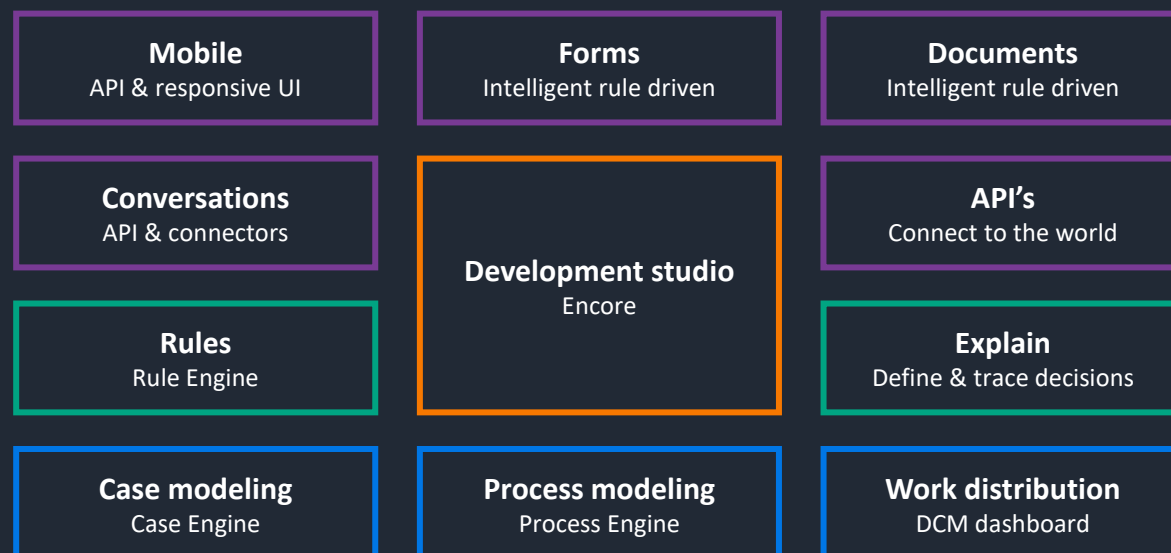 Mobile
API & responsive UI
Forms
Intelligent rule driven
Documents
Intelligent rule driven
Conversations
API & connectors
Development studio
Encore
API's
Connect to the world
Rules
Rule Engine
Explain
Define & trace decisions
Case modeling
Case Engine
Process modeling
Process Engine
Work distribution
DCM dashboard